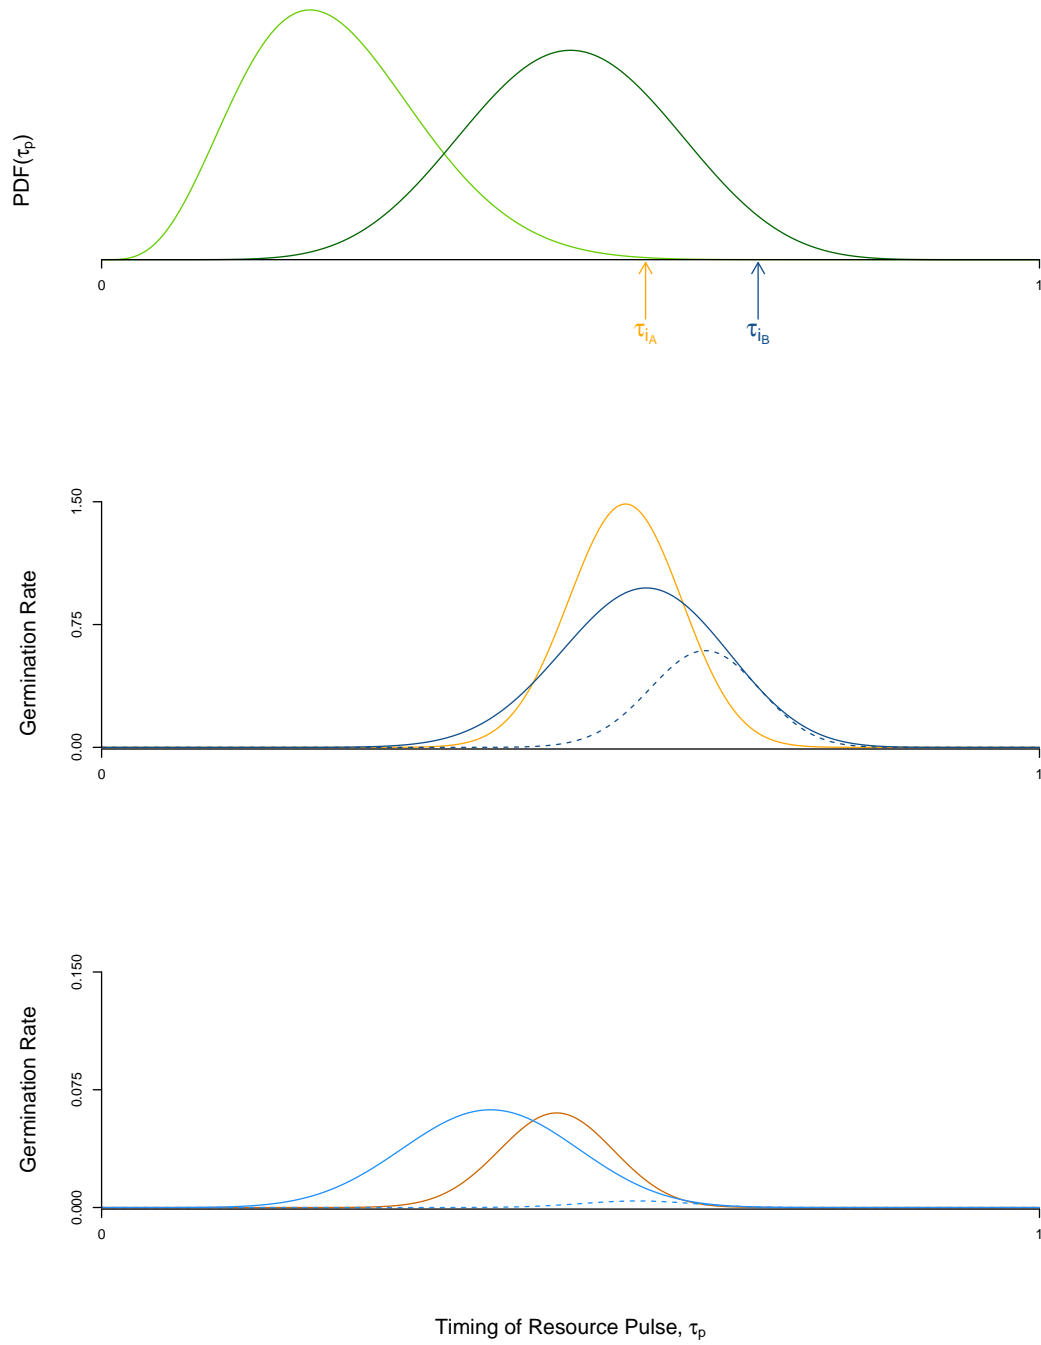 PDF(τp)
0 1
τiA τiB
Germination Rate
1.50
0.75
0.00
0 1
Germination Rate
0.150
0.075
0.000
0 1
Timing of Resource Pulse, τp